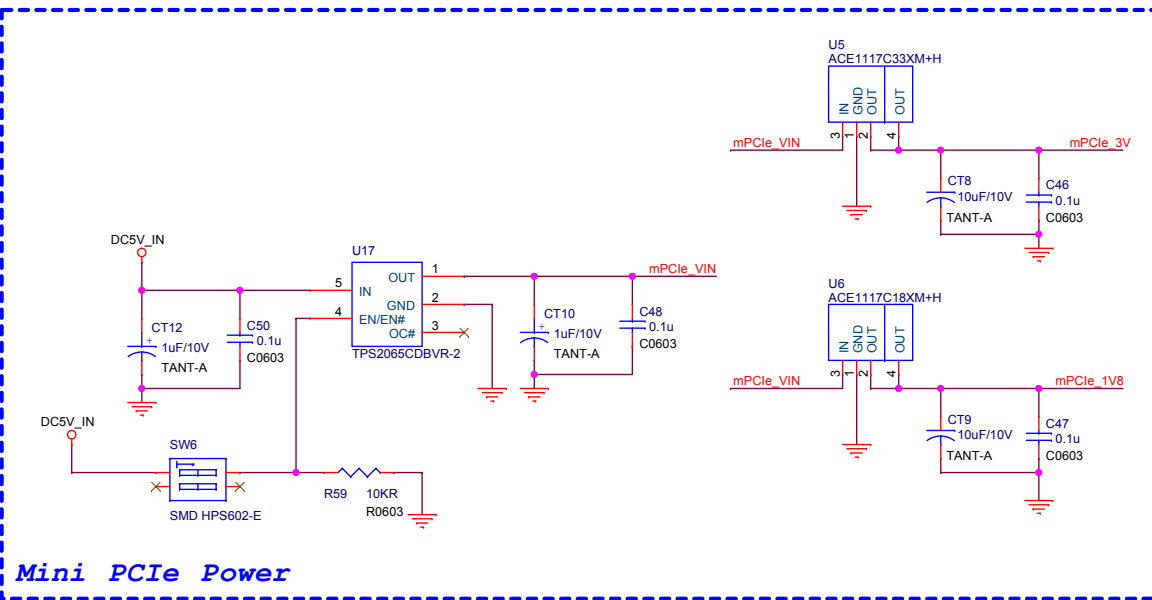 U5
ACE1117C33XM+H
IN
GND
OUT
OUT
3
1
2
4
mPCIe_VIN
mPCIe_3V
CT8
10uF/10V
TANT-A
C46
0.1u
C0603
DC5V_IN
U17
OUT
1
mPCIe_VIN
5
IN
GND
2
4
EN/EN#
OC#
3
TPS2065CDBVR-2
CT12
+
1uF/10V
TANT-A
C50
0.1u
C0603
CT10
+
1uF/10V
TANT-A
C48
0.1u
C0603
U6
ACE1117C18XM+H
IN
GND
OUT
OUT
3
1
2
4
mPCIe_VIN
mPCIe_1V8
CT9
10uF/10V
TANT-A
C47
0.1u
C0603
DC5V_IN
SW6
SMD HPS602-E
R59 10KR
R0603
Mini PCIe Power